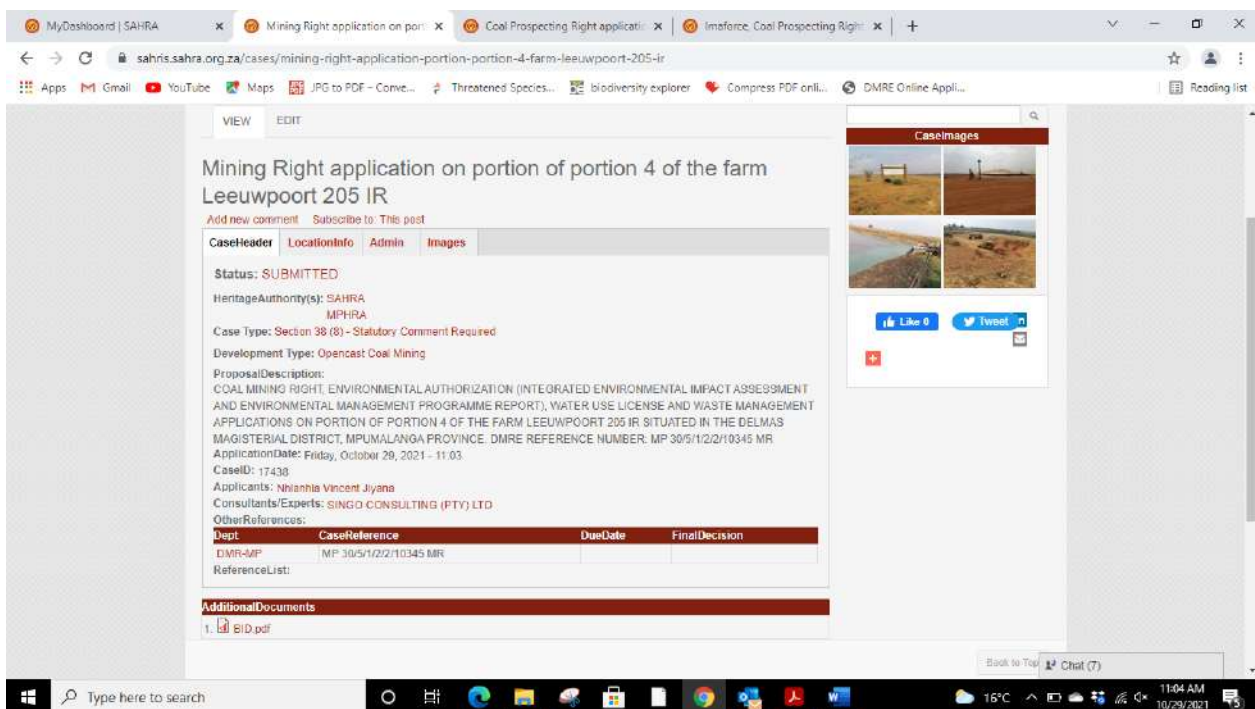 MyDashboard | SAHRA
Mining Right application on port
Coal Prospecting Right applicatio
Imaforce, Coal Prospecting Right
sahris.sahra.org.za/cases/mining-right-application-portion-portion-4-farm-leeuwpoort-205-ir
Apps Gmail YouTube Maps JPG to PDF - Conve... Threatened Species... biodiversity explorer Compress PDF onli... DMRE Online Appli... Reading list
VIEW EDIT
CaseImages
Mining Right application on portion of portion 4 of the farm
Leeuwpoort 205 IR
Add new comment Subscribe to: This post
CaseHeader LocationInfo Admin Images
Status: SUBMITTED
HeritageAuthority(s): SAHRA
MPHRA
Case Type: Section 38 (8) - Statutory Comment Required
Development Type: Opencast Coal Mining
ProposalDescription:
COAL MINING RIGHT, ENVIRONMENTAL AUTHORIZATION (INTEGRATED ENVIRONMENTAL IMPACT ASSESSMENT
AND ENVIRONMENTAL MANAGEMENT PROGRAMME REPORT), WATER USE LICENSE AND WASTE MANAGEMENT
APPLICATIONS ON PORTION OF PORTION 4 OF THE FARM LEEUWPOORT 205 IR SITUATED IN THE DELMAS
MAGISTERIAL DISTRICT, MPUMALANGA PROVINCE. DMRE REFERENCE NUMBER: MP 30/5/1/2/2/10345 MR
ApplicationDate: Friday, October 29, 2021 - 11:03
CaseID: 17438
Applicants: Nhlanhla Vincent Jiyana
Consultants/Experts: SINGO CONSULTING (PTY) LTD
OtherReferences:
Dept CaseReference DueDate FinalDecision
DMR-MP MP 30/5/1/2/2/10345 MR
ReferenceList:
AdditionalDocuments
1. BID.pdf
Like 0 Tweet
Back to Top
Chat (7)
Type here to search
16°C
11:04 AM
10/29/2021